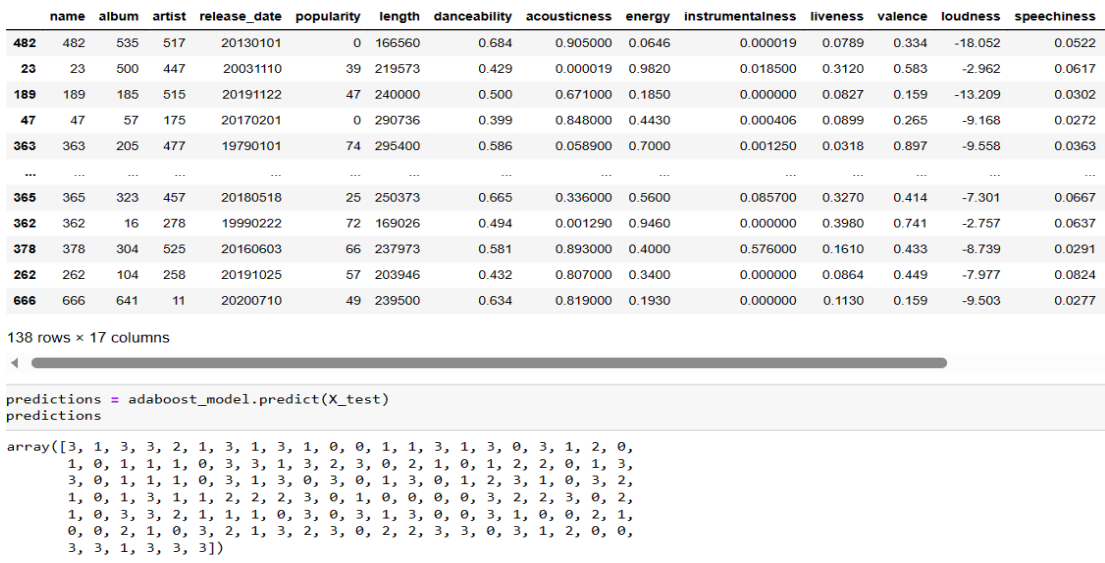 name album artist release_date popularity length danceability acousticness energy instrumentalness liveness valence loudness speechiness
482 482 535 517 20130101 0 166560 0.684 0.905000 0.0646 0.000019 0.0789 0.334 -18.052 0.0522
23 23 500 447 20031110 39 219573 0.429 0.000019 0.9820 0.018500 0.3120 0.583 -2.962 0.0617
189 189 185 515 20191122 47 240000 0.500 0.671000 0.1850 0.000000 0.0827 0.159 -13.209 0.0302
47 47 57 175 20170201 0 290736 0.399 0.848000 0.4430 0.000406 0.0899 0.265 -9.168 0.0272
363 363 205 477 19790101 74 295400 0.586 0.058900 0.7000 0.001250 0.0318 0.897 -9.558 0.0363
... ... ... ... ... ... ... ... ... ... ... ... ... ... ...
365 365 323 457 20180518 25 250373 0.665 0.336000 0.5600 0.085700 0.3270 0.414 -7.301 0.0667
362 362 16 278 19990222 72 169026 0.494 0.001290 0.9460 0.000000 0.3980 0.741 -2.757 0.0637
378 378 304 525 20160603 66 237973 0.581 0.893000 0.4000 0.576000 0.1610 0.433 -8.739 0.0291
262 262 104 258 20191025 57 203946 0.432 0.807000 0.3400 0.000000 0.0864 0.449 -7.977 0.0824
666 666 641 11 20200710 49 239500 0.634 0.819000 0.1930 0.000000 0.1130 0.159 -9.503 0.0277
138 rows × 17 columns
predictions = adaboost_model.predict(X_test)
predictions
array([3, 1, 3, 3, 2, 1, 3, 1, 3, 1, 0, 0, 1, 1, 3, 1, 3, 0, 3, 1, 2, 0,
1, 0, 1, 1, 1, 0, 3, 3, 1, 3, 2, 3, 0, 2, 1, 0, 1, 2, 2, 0, 1, 3,
3, 0, 1, 1, 1, 0, 3, 1, 3, 0, 3, 0, 1, 3, 0, 1, 2, 3, 1, 0, 3, 2,
1, 0, 1, 3, 1, 1, 2, 2, 2, 3, 0, 1, 0, 0, 0, 0, 3, 2, 2, 3, 0, 2,
1, 0, 3, 3, 2, 1, 1, 1, 0, 3, 0, 3, 1, 3, 0, 0, 3, 1, 0, 0, 2, 1,
0, 0, 2, 1, 0, 3, 2, 1, 3, 2, 3, 0, 2, 2, 3, 3, 0, 3, 1, 2, 0, 0,
3, 3, 1, 3, 3, 3])